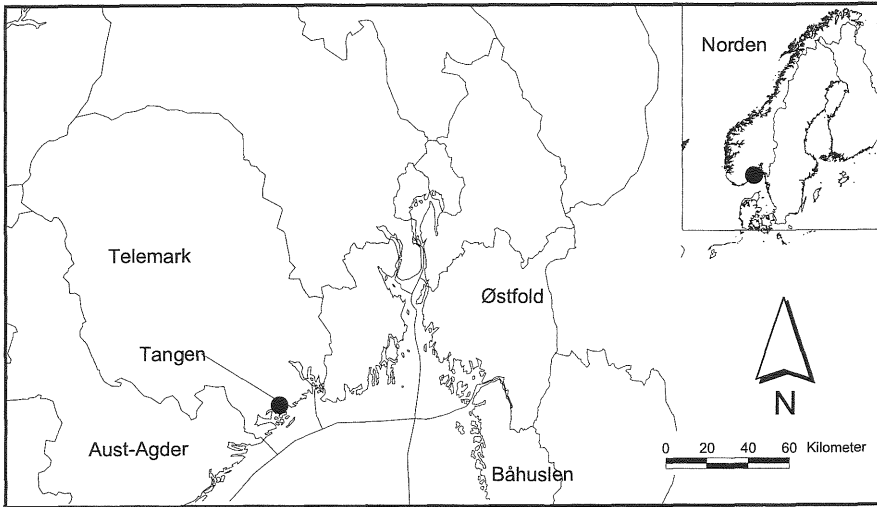 Norden
Telemark
Østfold
Tangen
N
Aust-Agder
0 20 40 60 Kilometer
Båhuslen